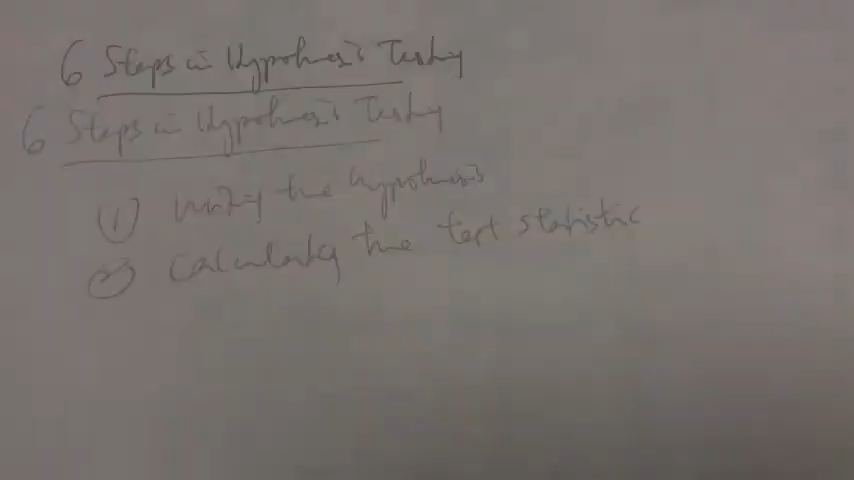 6 Steps in Hypothesis Testing
6 Steps in Hypothesis Testing
(1) writing the hypothesis
(2) Calculating the test statistic